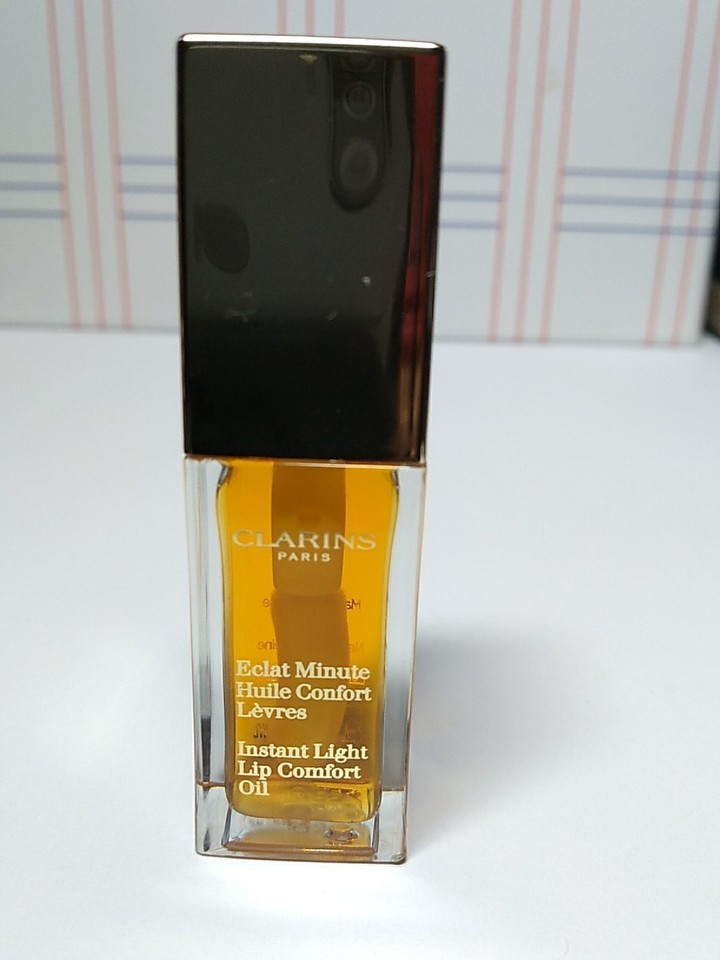 CLARINS
PARIS
Eclat Minute
Huile Confort
Lèvres
Instant Light
Lip Comfort
Oil